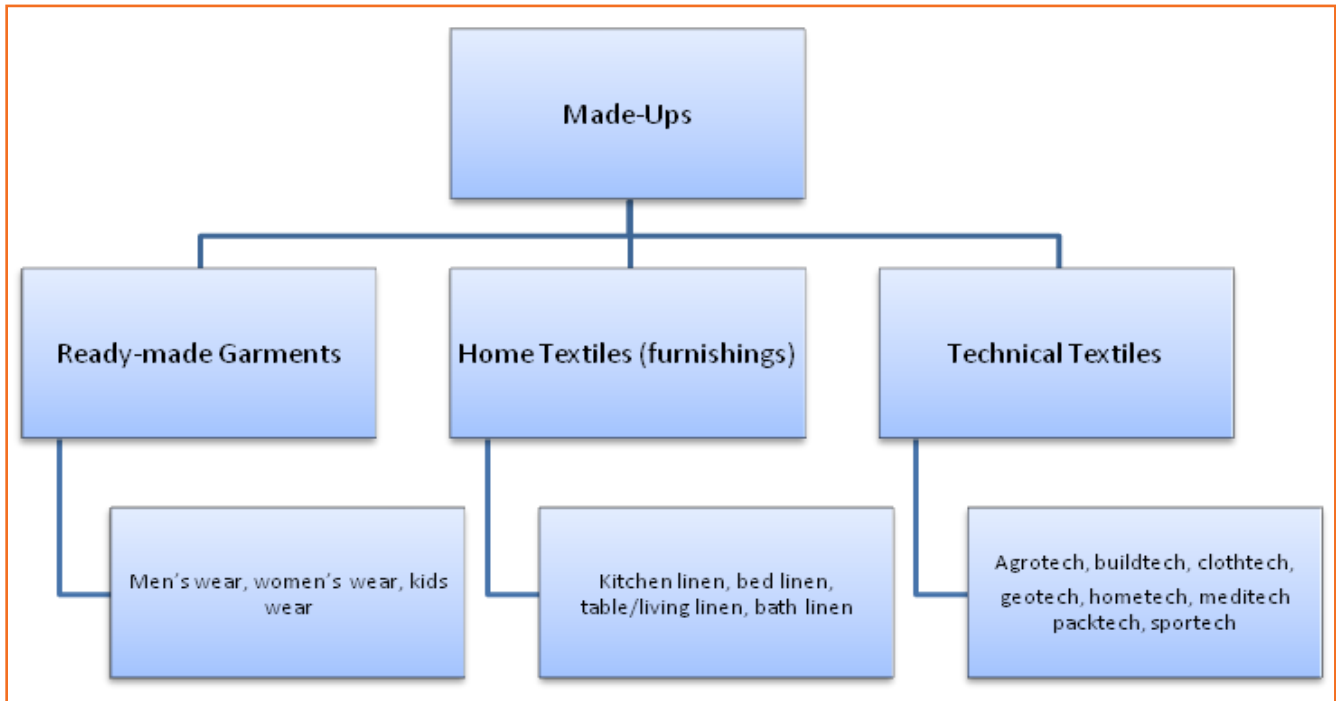 Made-Ups
Ready-made Garments
Home Textiles (furnishings)
Technical Textiles
Men’s wear, women’s wear, kids
wear
Kitchen linen, bed linen,
table/living linen, bath linen
Agrotech, buildtech, clothtech,
geotech, hometech, meditech
packtech, sportech